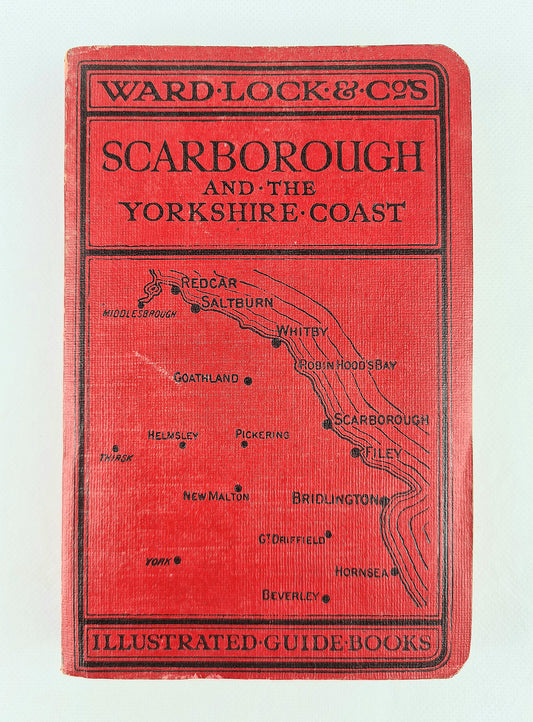 WARD·LOCK·&·Cọ'S
SCARBOROUGH
AND·THE
YORKSHIRE·COAST
REDCAR
SALTBURN
MIDDLESBROUGH
WHITBY
ROBIN HOOD'S BAY
GOATHLAND
SCARBOROUGH
HELMSLEY
PICKERING
FILEY
THIRSK
NEW MALTON
BRIDLINGTON
GT DRIFFIELD
YORK
HORNSEA
BEVERLEY
ILLUSTRATED·GUIDE·BOOKS